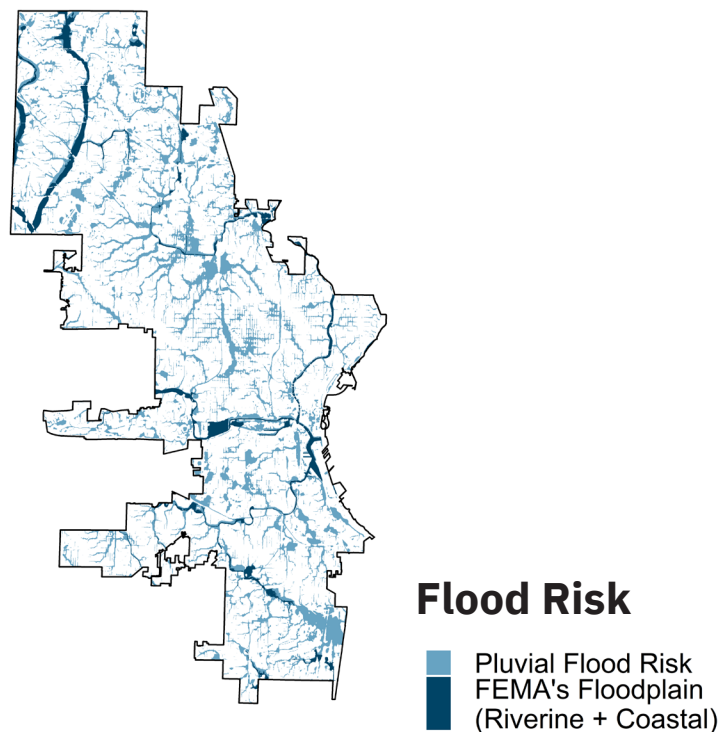 Flood Risk
Pluvial Flood Risk
FEMA's Floodplain
(Riverine + Coastal)